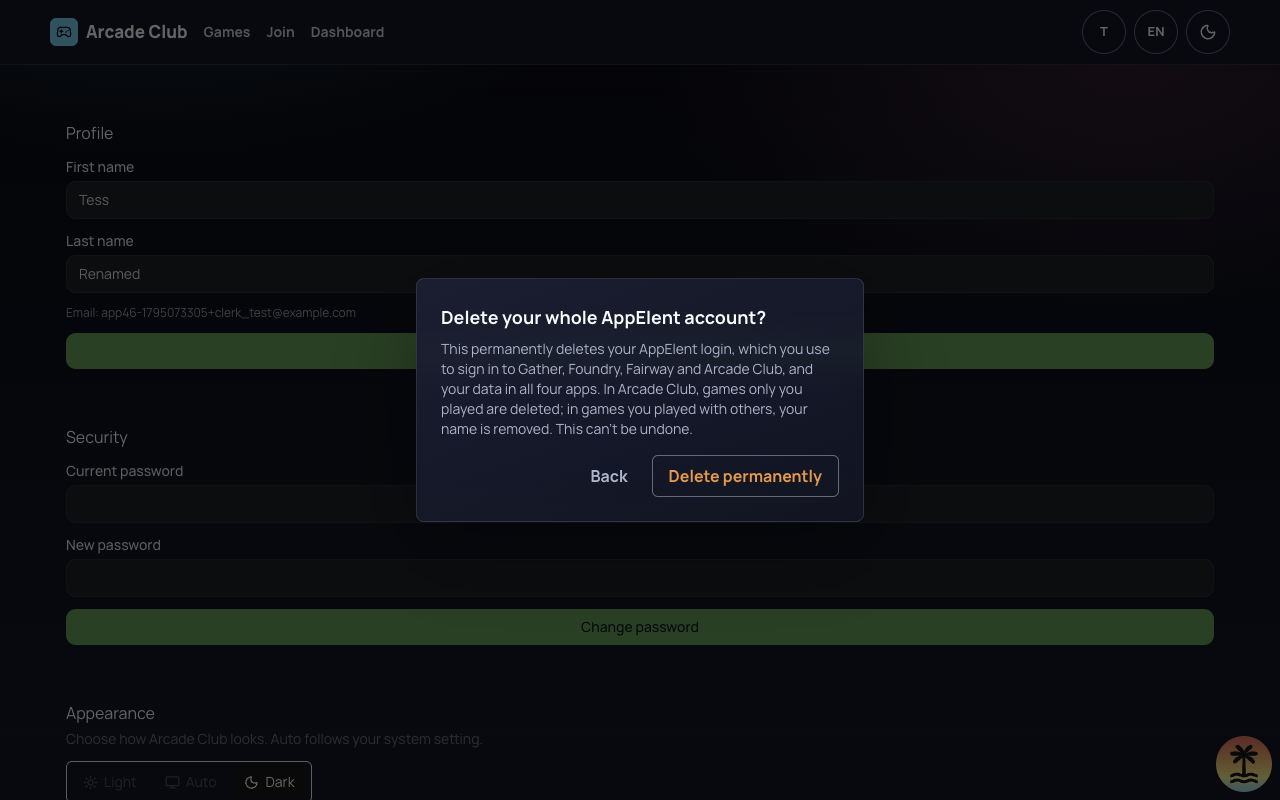 Arcade Club Games Join Dashboard T EN
Profile
First name
Tess
Last name
Renamed
Email: app46-1795073305+clerk_test@example.com
Delete your whole AppElent account?
This permanently deletes your AppElent login, which you use
to sign in to Gather, Foundry, Fairway and Arcade Club, and
your data in all four apps. In Arcade Club, games only you
played are deleted; in games you played with others, your
name is removed. This can't be undone.
Back Delete permanently
Security
Current password
New password
Change password
Appearance
Choose how Arcade Club looks. Auto follows your system setting.
Light Auto Dark